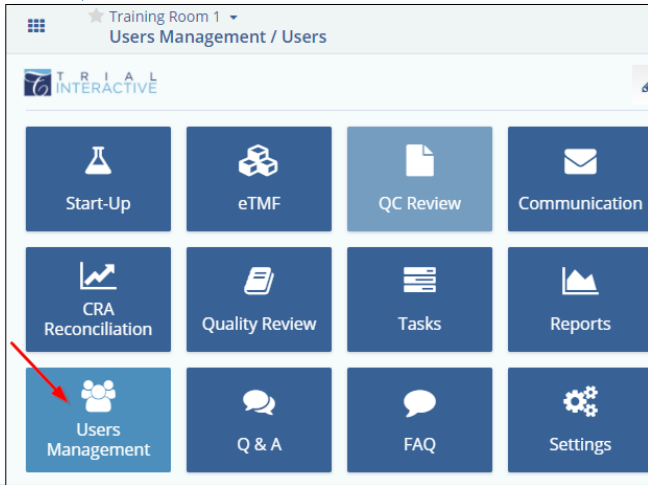 Training Room 1
Users Management / Users
TRIAL
INTERACTIVE
Start-Up
eTMF
QC Review
Communication
CRA
Reconciliation
Quality Review
Tasks
Reports
Users
Management
Q & A
FAQ
Settings